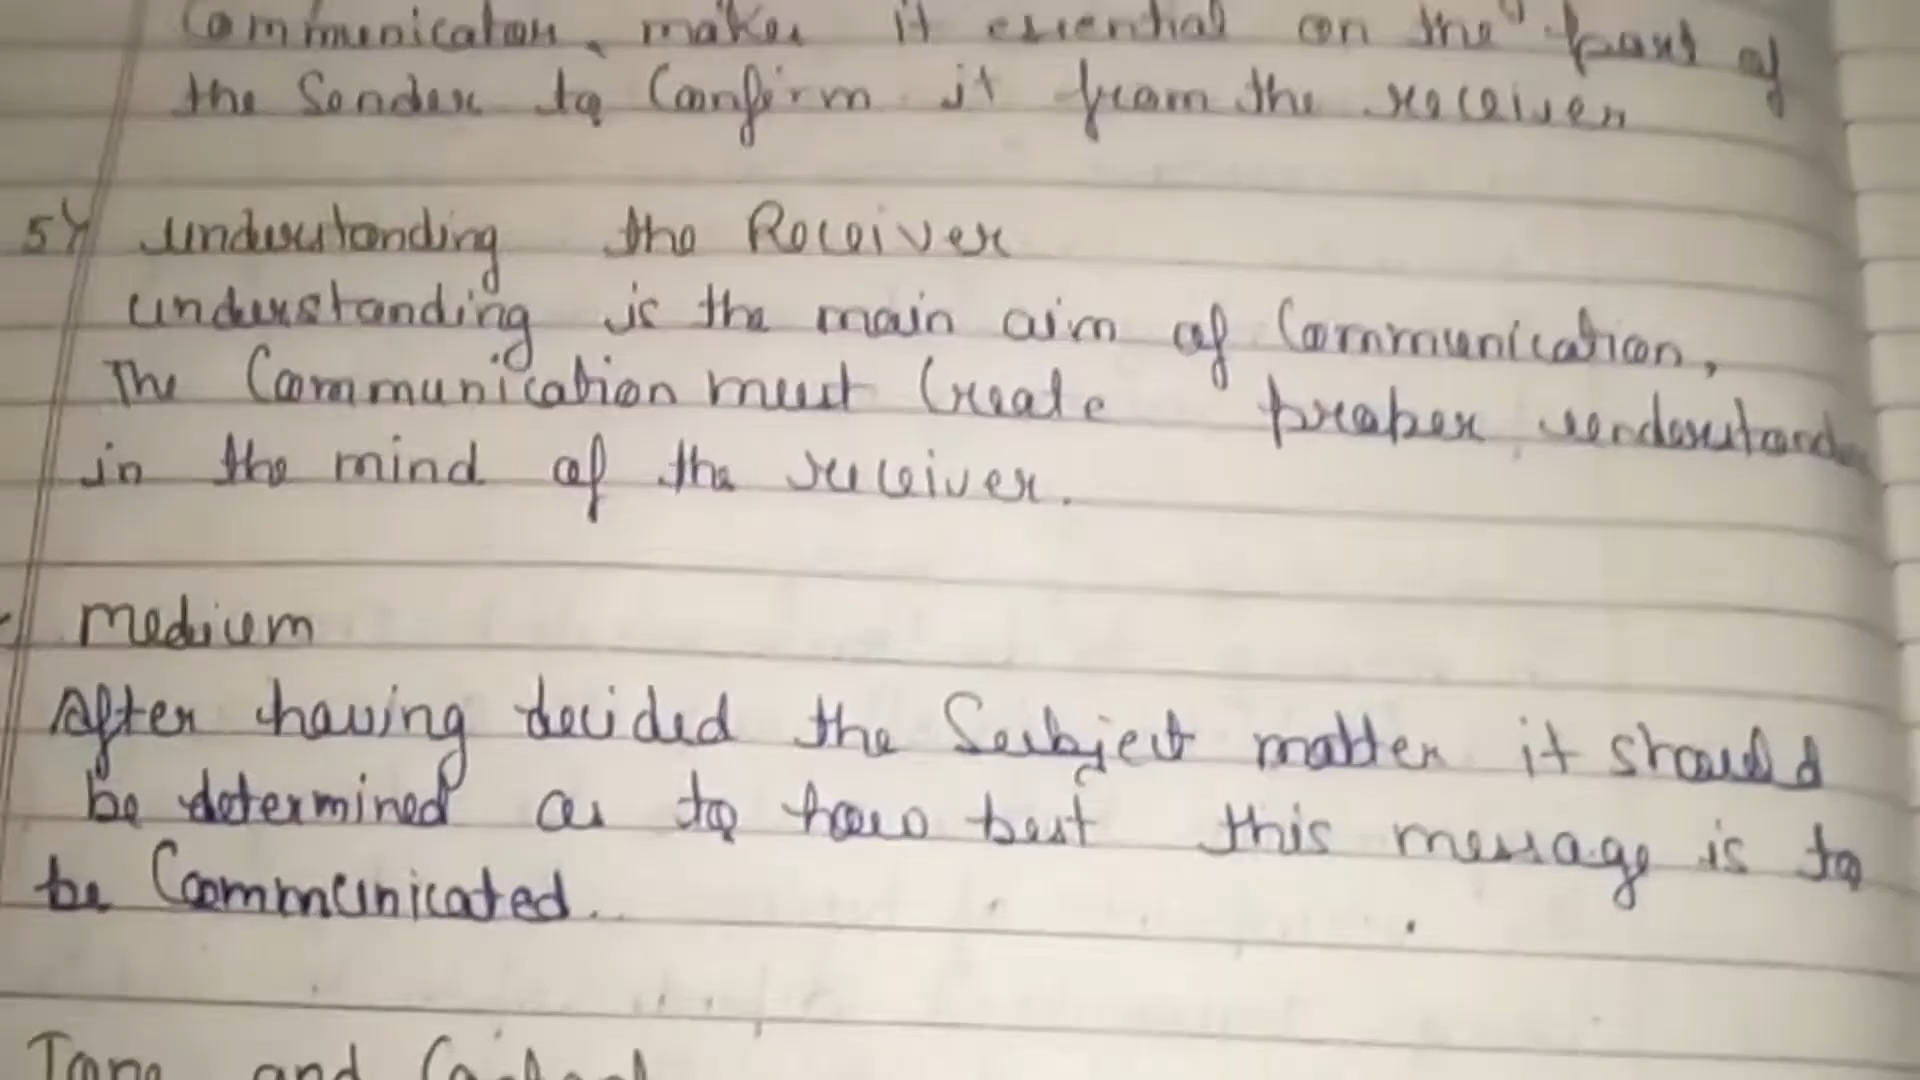 Communicator, makes it essential on the part of
the Sender to Confirm it from the receiver
5) understanding the Receiver
understanding is the main aim of Communication,
The Communication must Create proper understand
in the mind of the receiver.
medium
After having decided the Subject matter it should
be determined as to how best this message is to
be Communicated.
Tone and